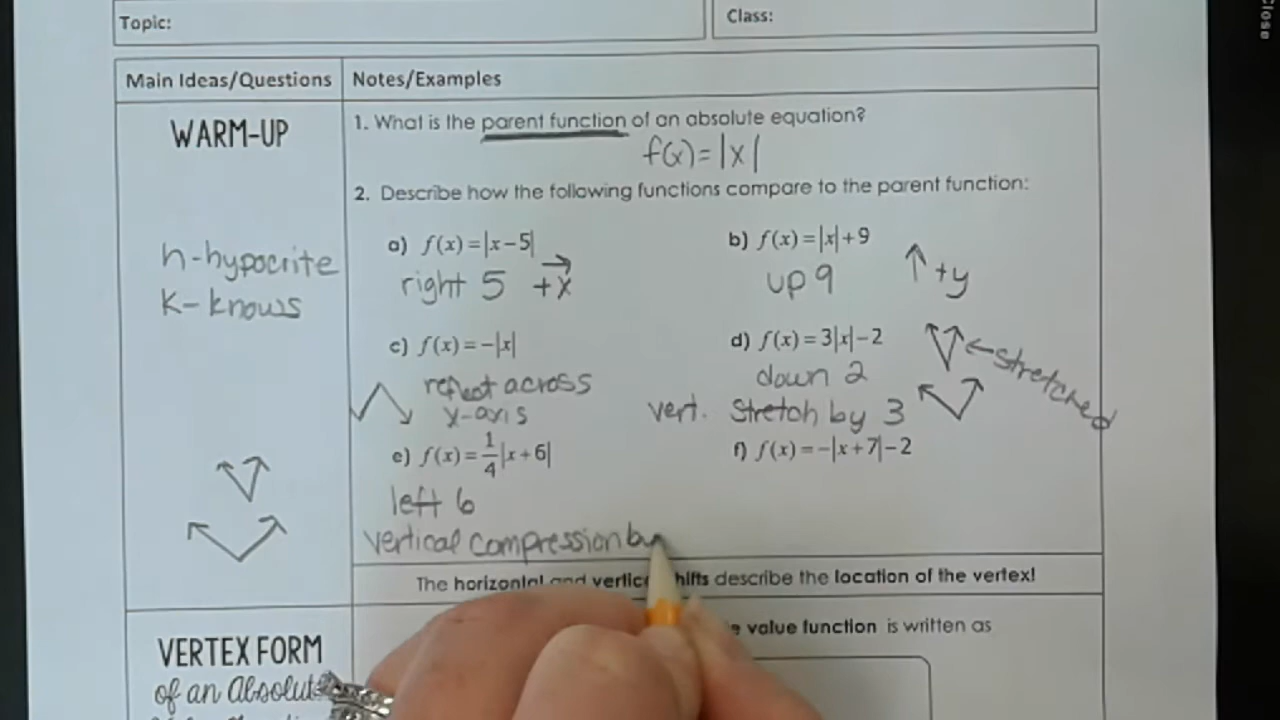 Close
Topic:
Class:
Main Ideas/Questions
Notes/Examples
WARM-UP
1. What is the parent function of an absolute equation?
f(x)=|x|
2. Describe how the following functions compare to the parent function:
h-hypocrite
K-knows
a) f(x)=|x-5|
right 5 +x
b) f(x)=|x|+9
up 9
+y
c) f(x)=-|x|
reflect across
x-axis
d) f(x)=3|x|-2
down 2
vert. Stretch by 3
←stretched
e) f(x)=1/4|x+6|
left 6
vertical compression by
f) f(x)=-|x+7|-2
The horizontal and vertical shifts describe the location of the vertex!
VERTEX FORM
of an Absolute
value function is written as